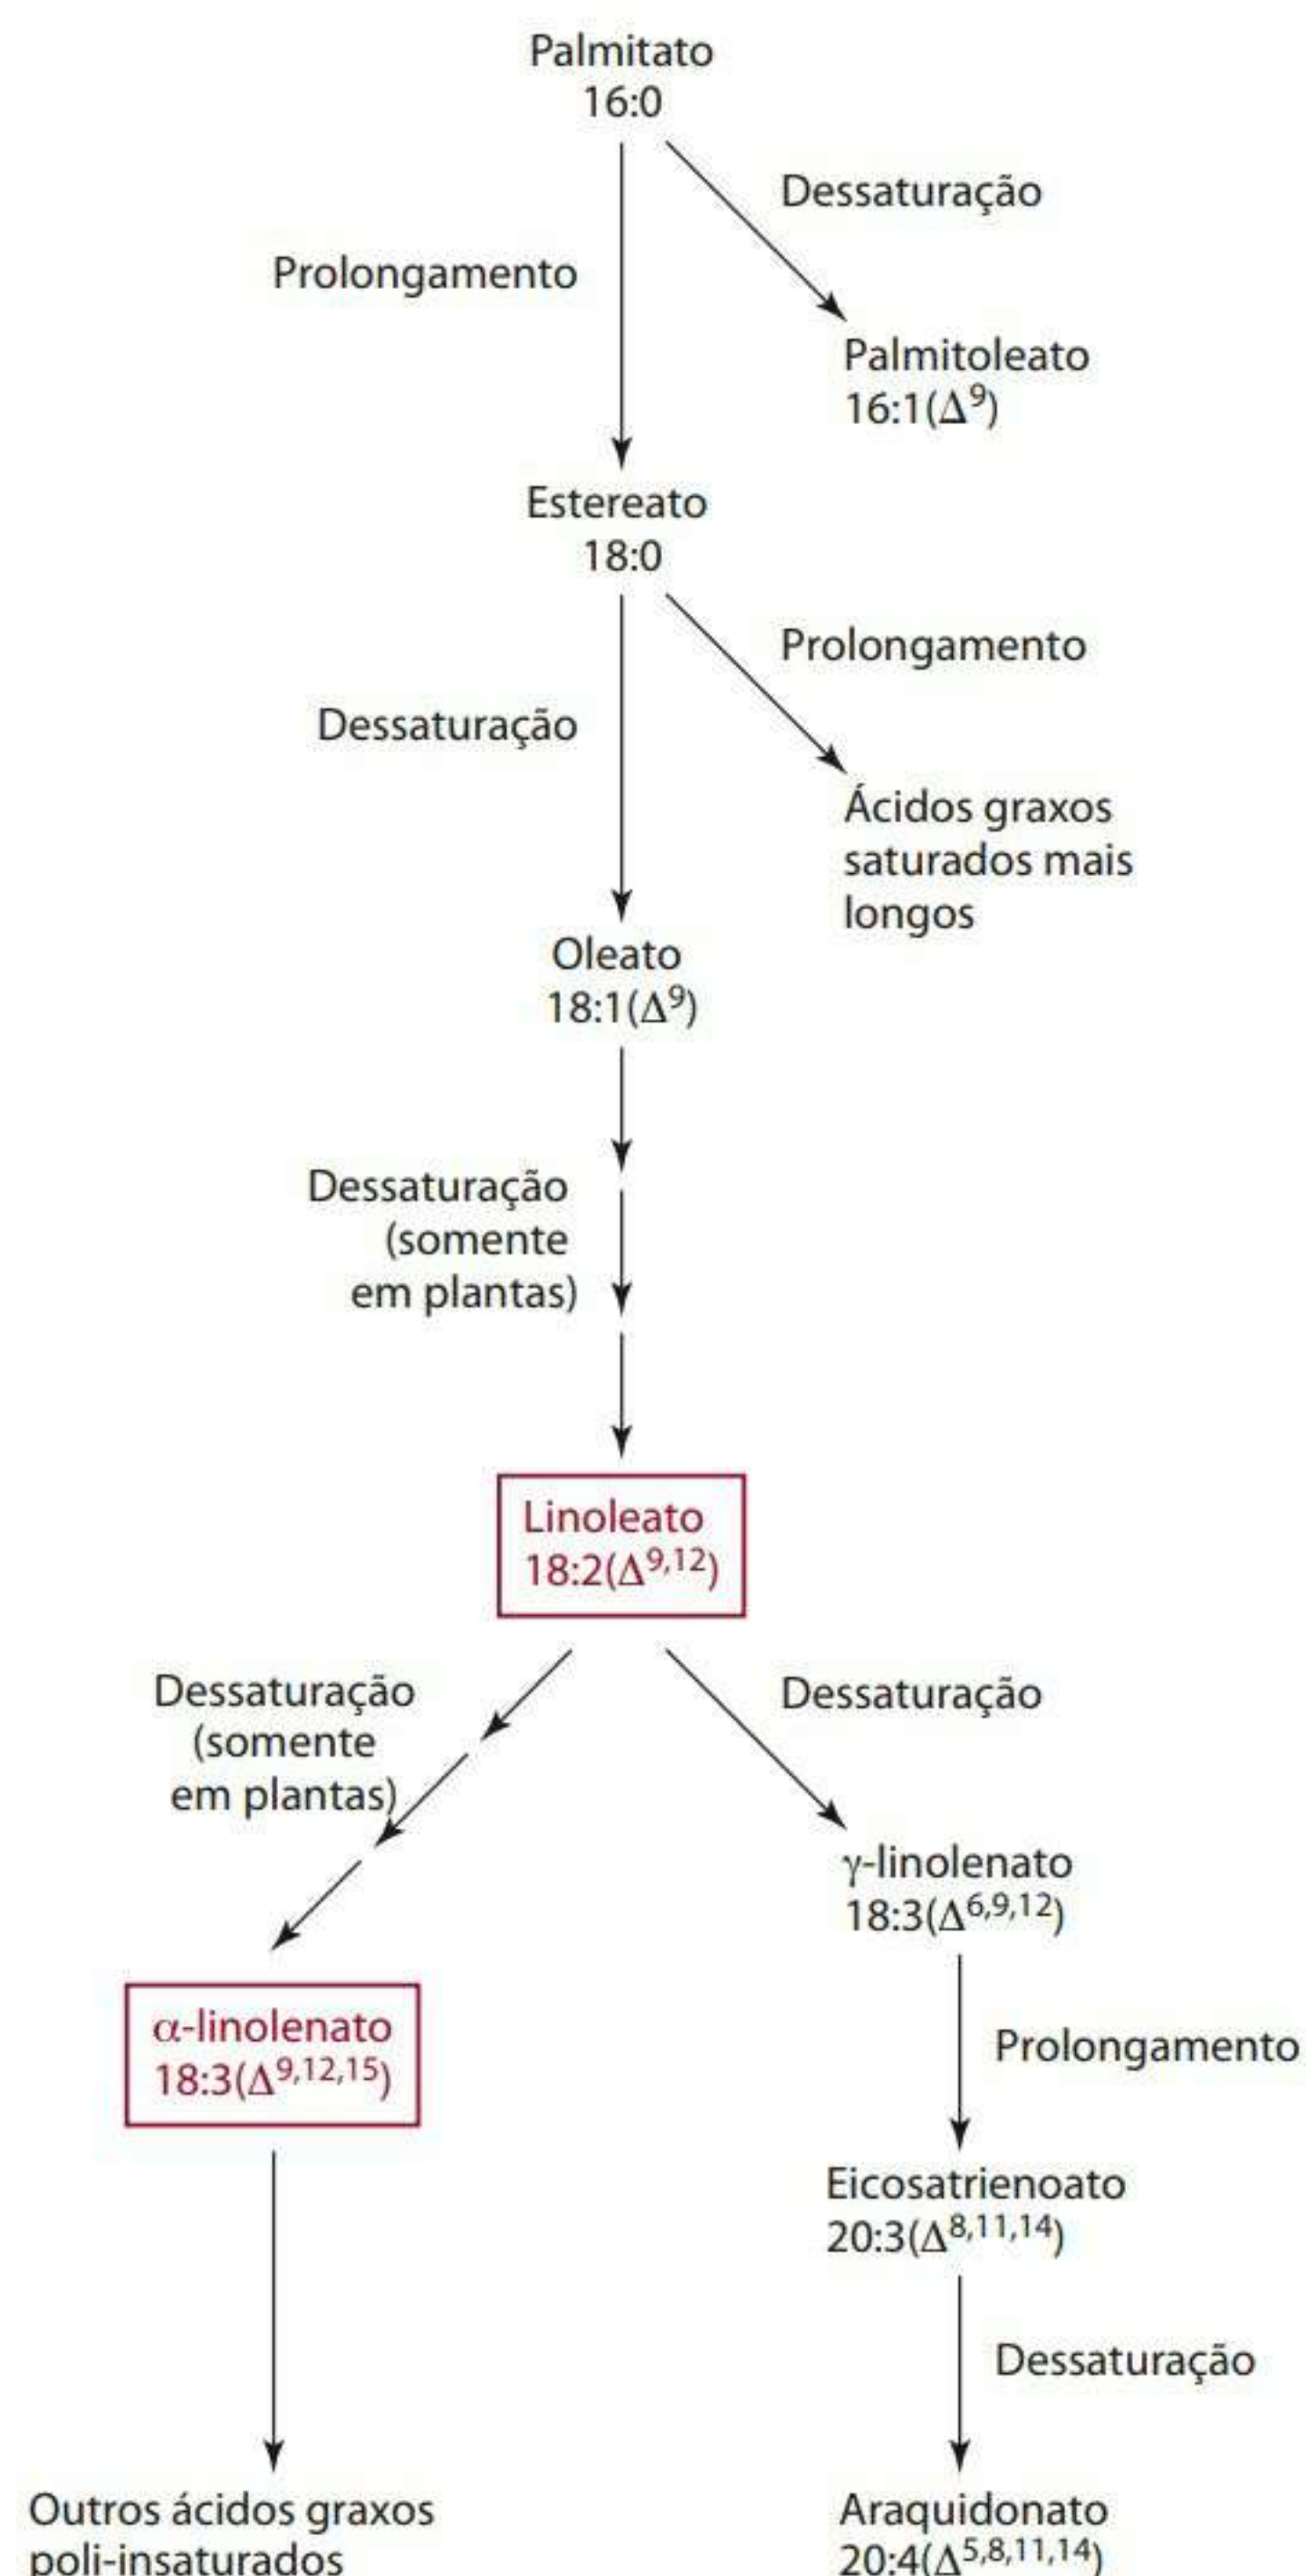 Palmitato
16:0
Dessaturação
Prolongamento
Palmitoleato
16:1(Δ⁹)
Estereato
18:0
Prolongamento
Dessaturação
Ácidos graxos
saturados mais
longos
Oleato
18:1(Δ⁹)
Dessaturação
(somente
em plantas)
Linoleato
18:2(Δ⁹,¹²)
Dessaturação
(somente
em plantas)
Dessaturação
γ-linolenato
18:3(Δ⁶,⁹,¹²)
α-linolenato
18:3(Δ⁹,¹²,¹⁵)
Prolongamento
Eicosatrienoato
20:3(Δ⁸,¹¹,¹⁴)
Dessaturação
Outros ácidos graxos
poli-insaturados
Araquidonato
20:4(Δ⁵,⁸,¹¹,¹⁴)